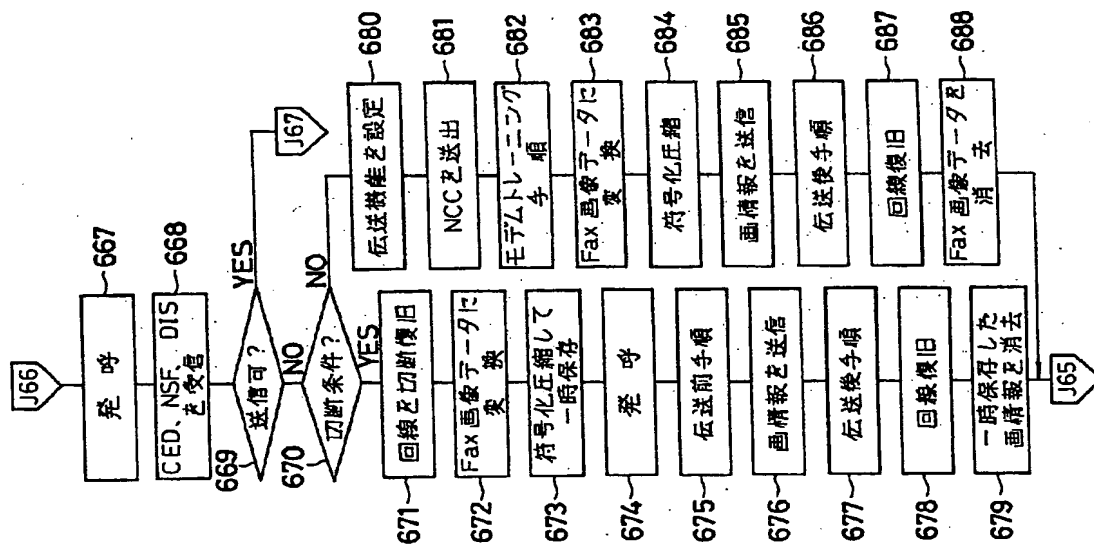 J66
発呼
667
CED、NSF、DIS
を受信
668
送信可？
669
YES
J67
NO
切断条件？
670
NO
YES
回線を切断復旧
671
Fax画像データに
変換
672
符号化圧縮して
一時保存
673
発呼
674
伝送前手順
675
画情報を送信
676
伝送後手順
677
回線復旧
678
一時保存した
画情報を消去
679
伝送機能を設定
680
NCCを送出
681
モデムトレーニング
手順
682
Fax画像データに
変換
683
符号化圧縮
684
画情報を送信
685
伝送後手順
686
回線復旧
687
Fax画像データを
消去
688
J65